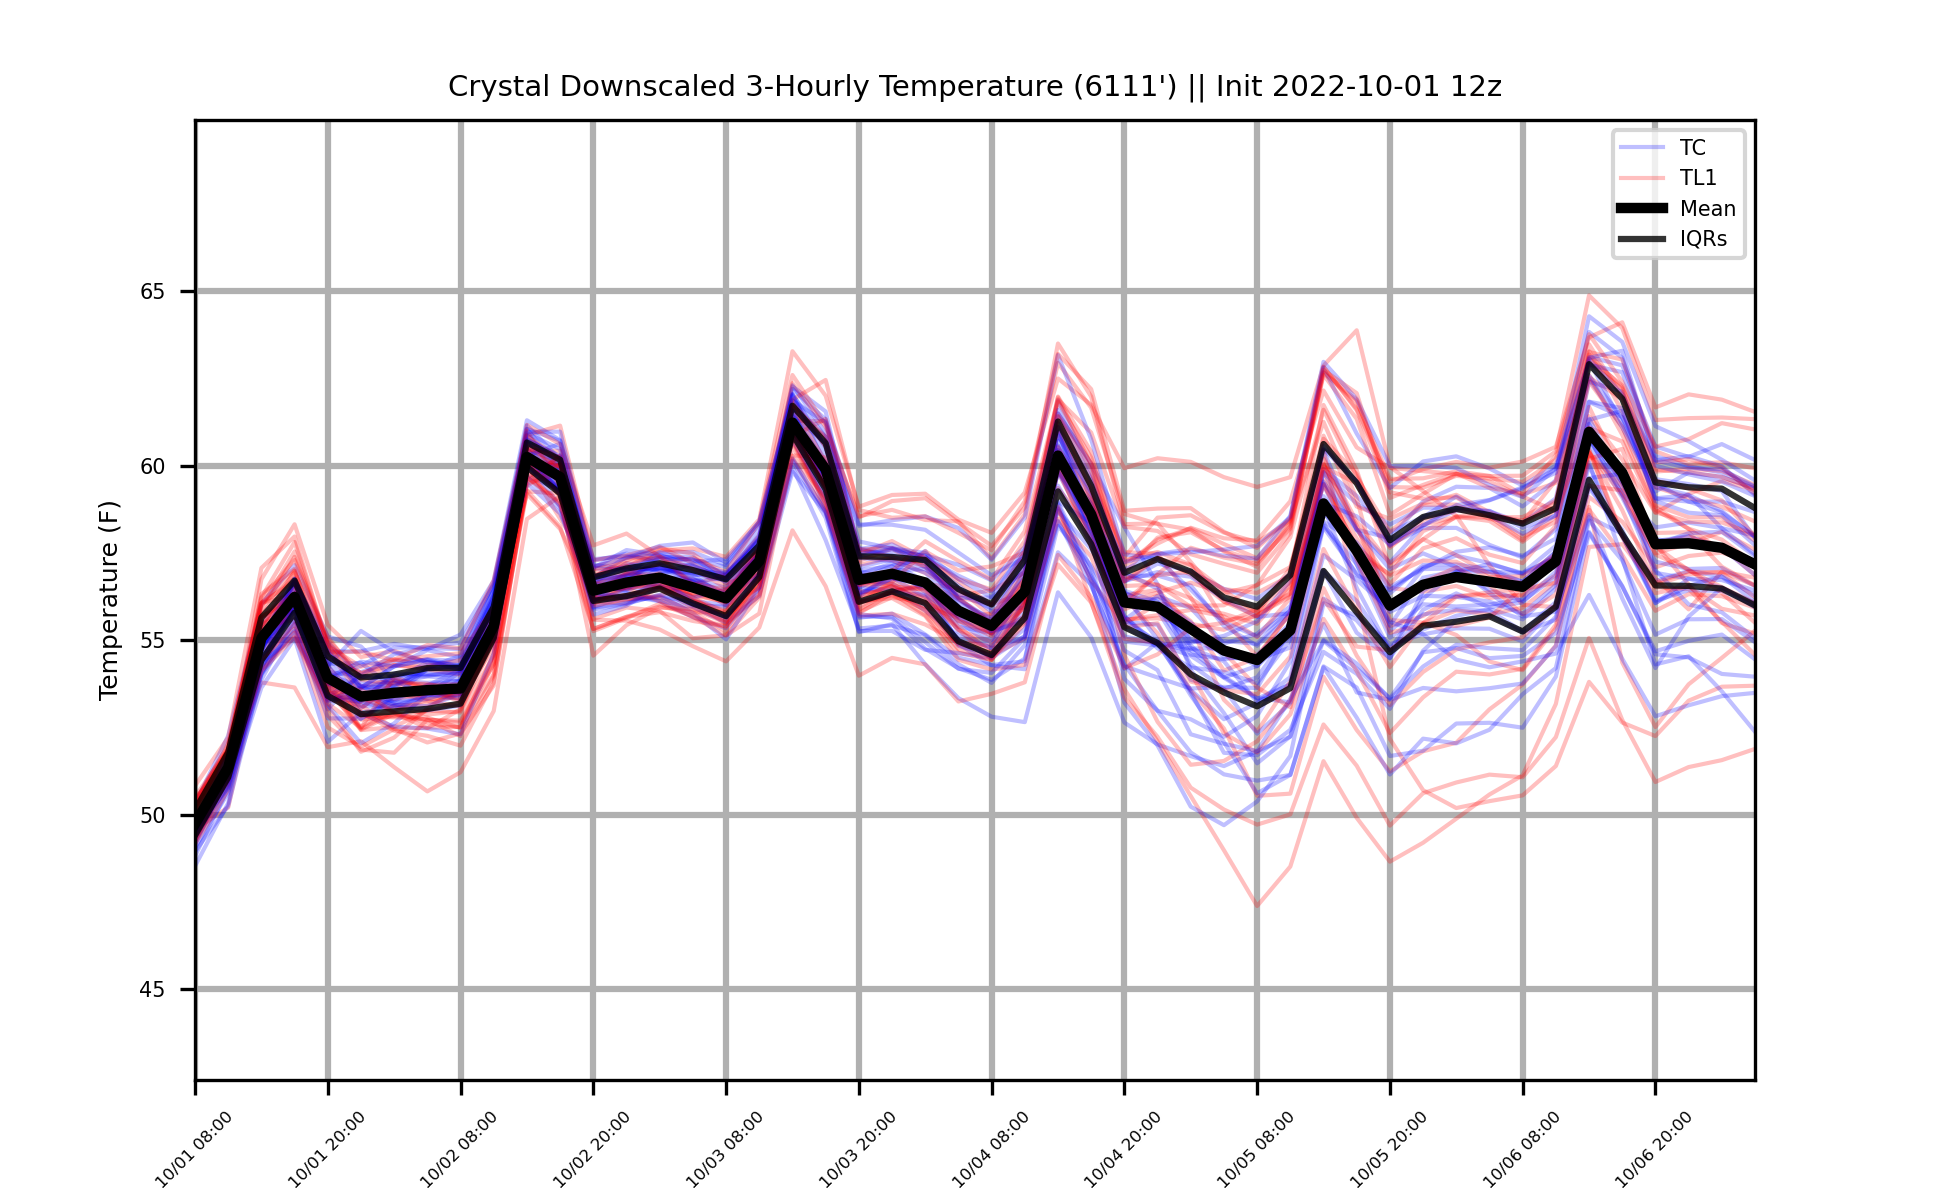 Crystal Downscaled 3-Hourly Temperature (6111') || Init 2022-10-01 12z
TC
TL1
Mean
IQRs
Temperature (F)
65
60
55
50
45
10/01 08:00
10/01 20:00
10/02 08:00
10/02 20:00
10/03 08:00
10/03 20:00
10/04 08:00
10/04 20:00
10/05 08:00
10/05 20:00
10/06 08:00
10/06 20:00